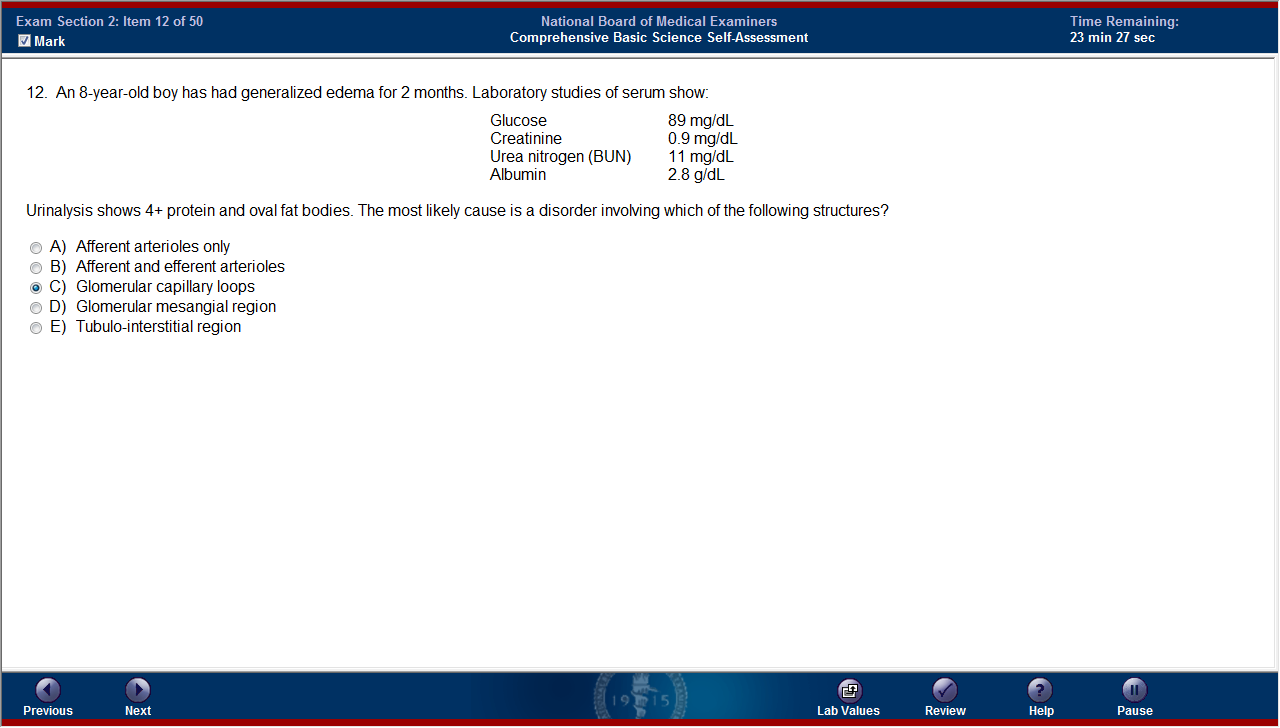 Exam Section 2: Item 12 of 50
Mark
National Board of Medical Examiners
Comprehensive Basic Science Self-Assessment
Time Remaining:
23 min 27 sec
12. An 8-year-old boy has had generalized edema for 2 months. Laboratory studies of serum show:
Glucose 89 mg/dL
Creatinine 0.9 mg/dL
Urea nitrogen (BUN) 11 mg/dL
Albumin 2.8 g/dL
Urinalysis shows 4+ protein and oval fat bodies. The most likely cause is a disorder involving which of the following structures?
A) Afferent arterioles only
B) Afferent and efferent arterioles
C) Glomerular capillary loops
D) Glomerular mesangial region
E) Tubulo-interstitial region
Previous
Next
1915
Lab Values
Review
Help
Pause